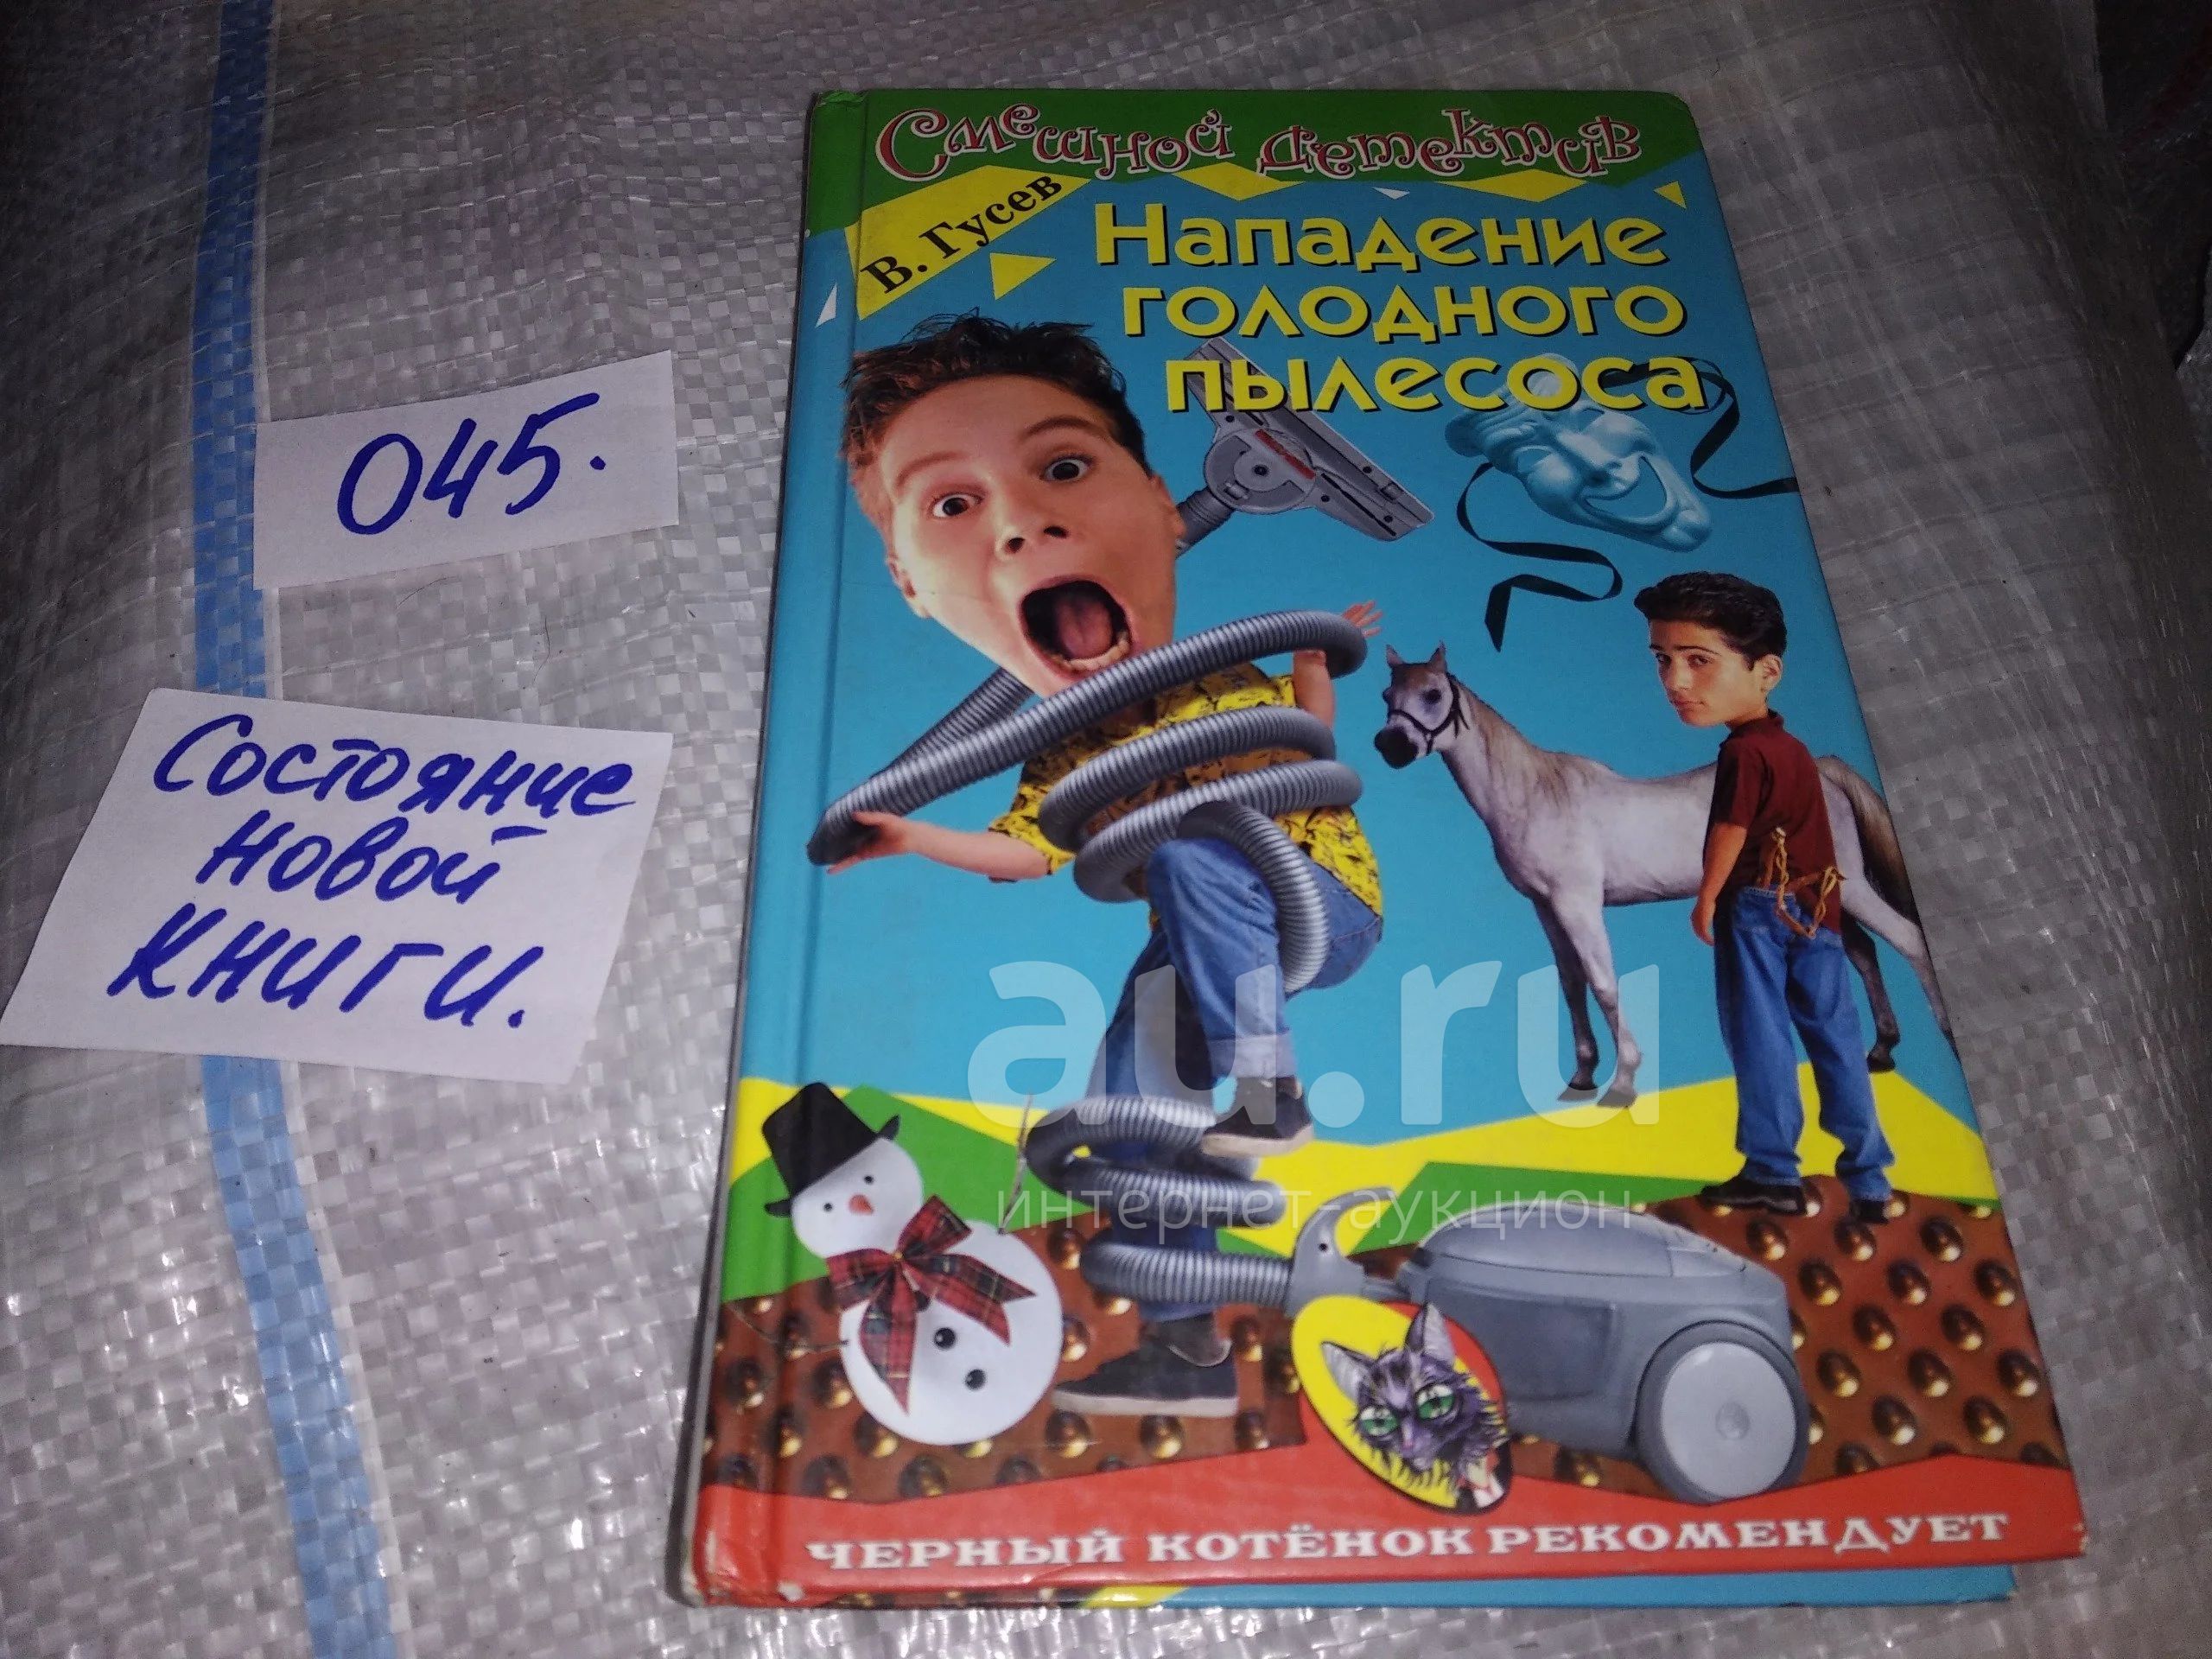 Смешной детектив
В. Гусев
Нападение
голодного
пылесоса
045.
Состояние
новой
книги.
au.ru
интернет-аукцион
ЧЕРНЫЙ КОТЁНОК РЕКОМЕНДУЕТ